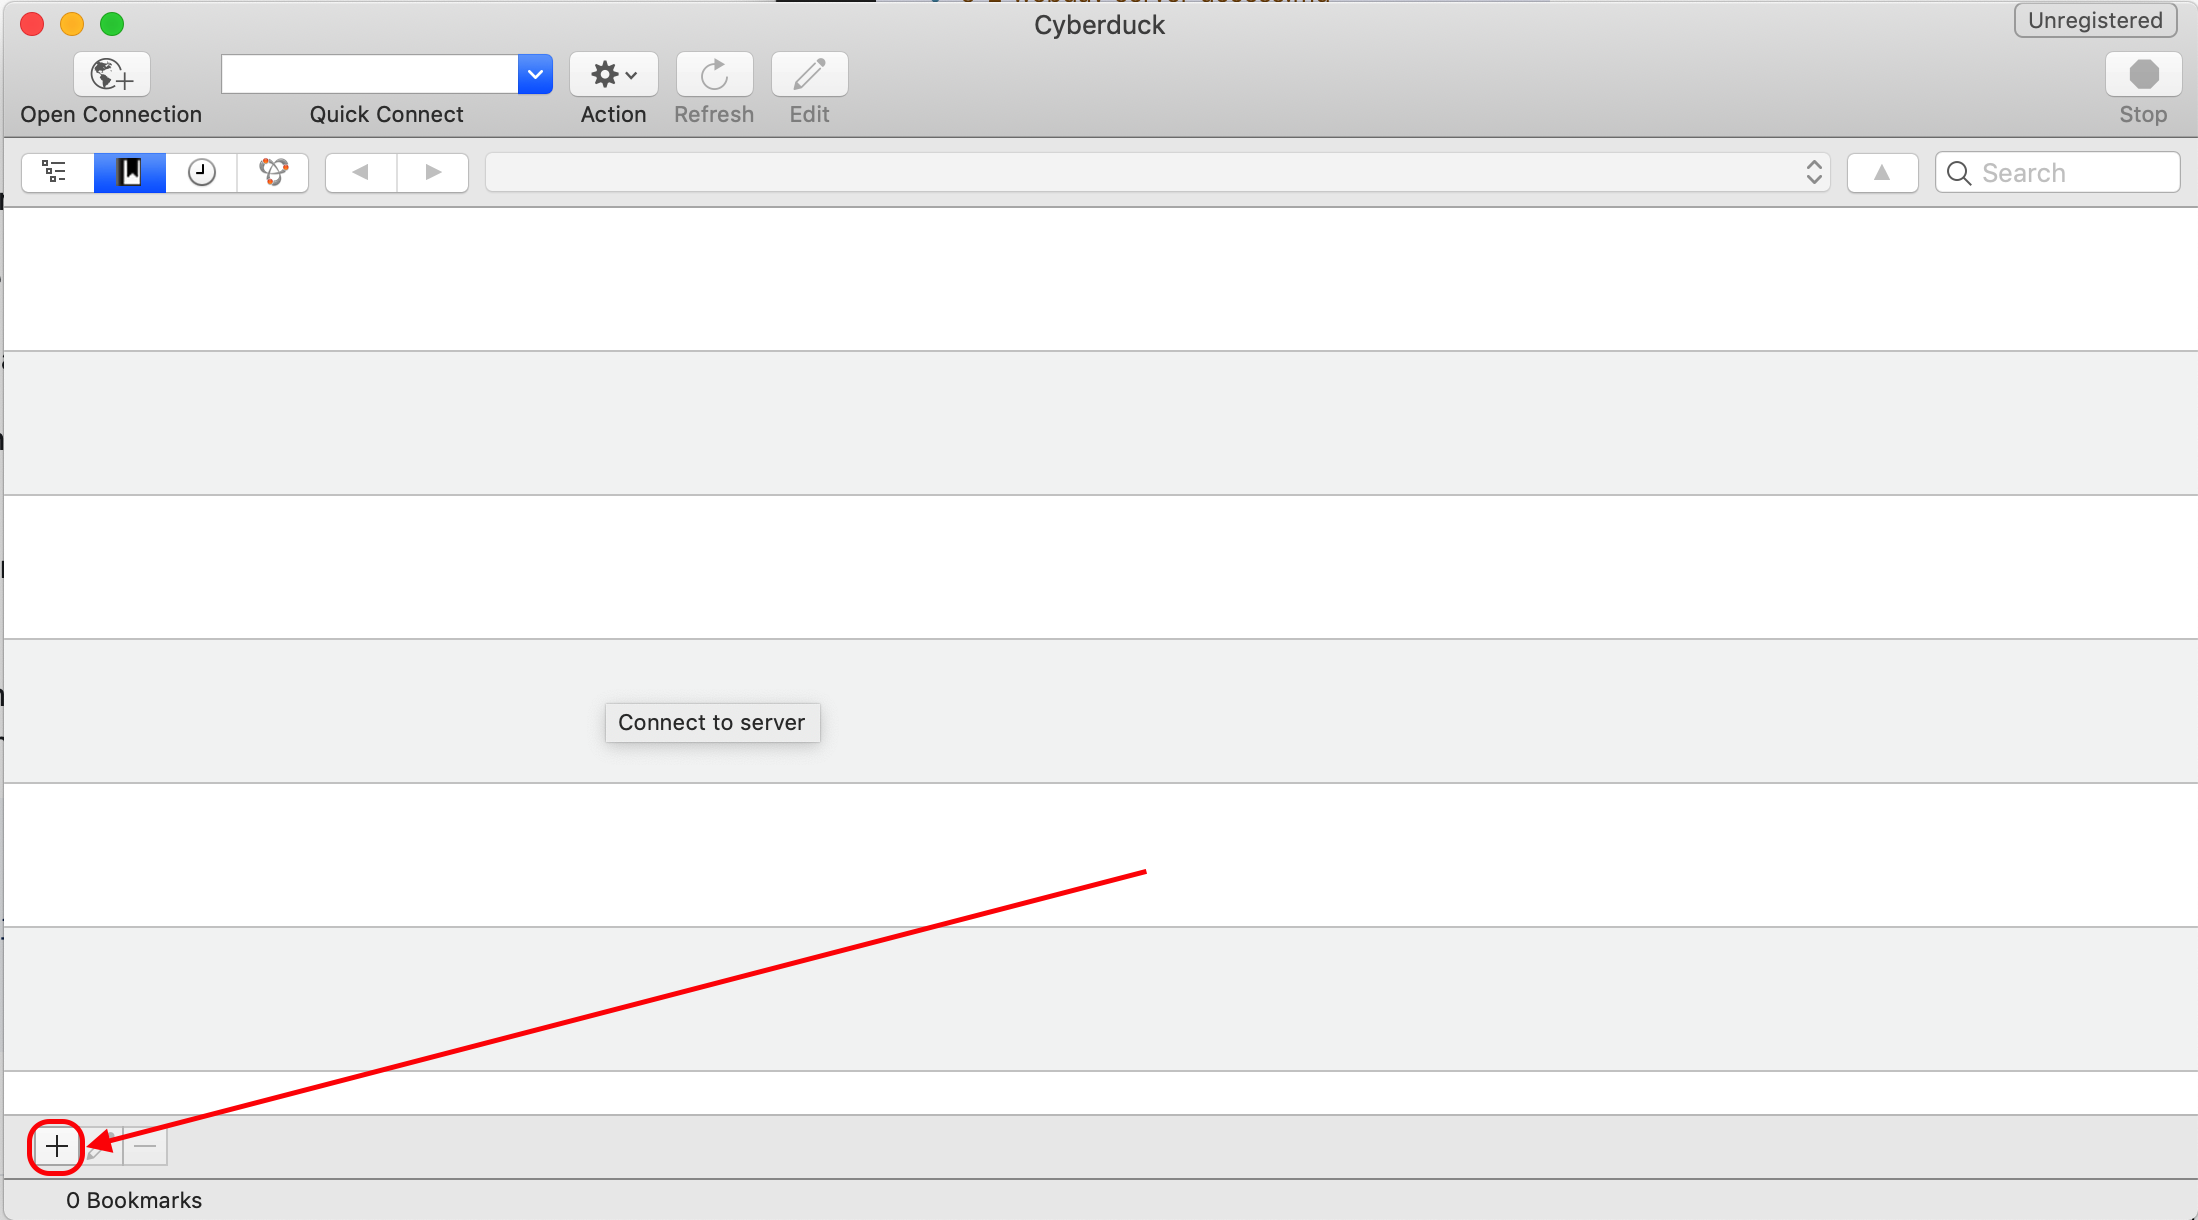 Cyberduck
Unregistered
Open Connection
Quick Connect
Action
Refresh
Edit
Stop
Search
Connect to server
0 Bookmarks